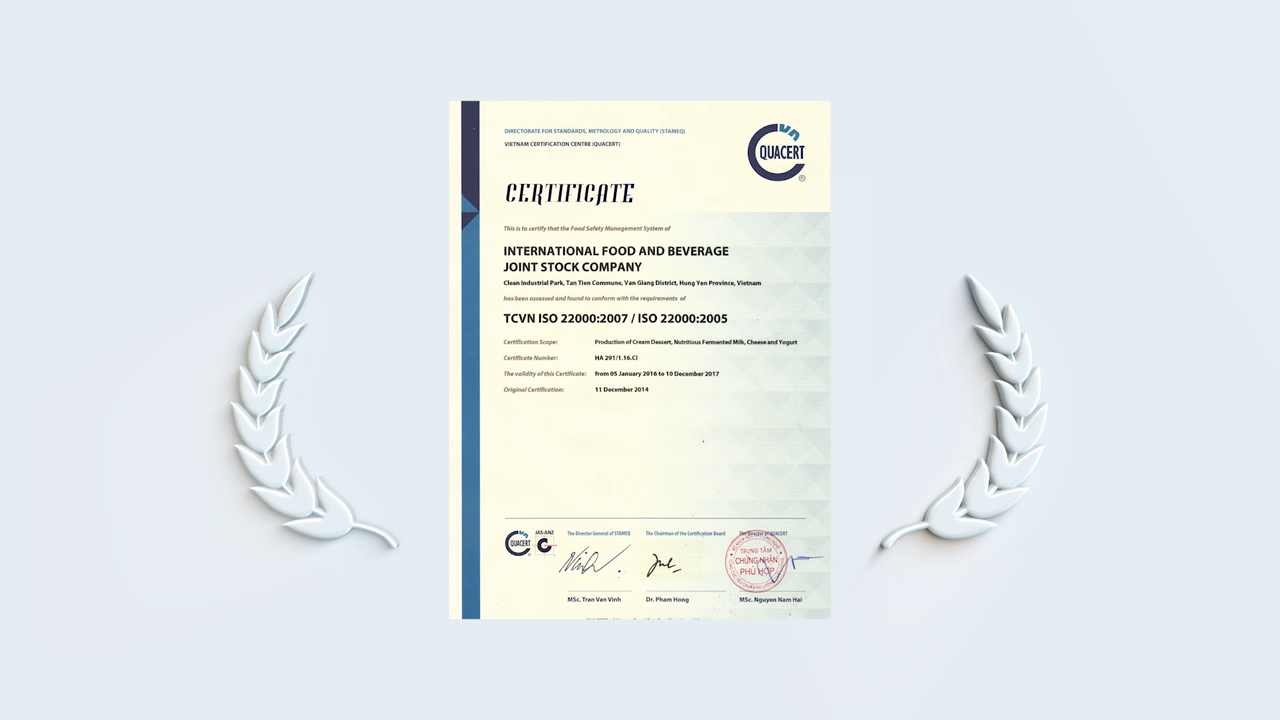 DIRECTORATE FOR STANDARDS, METROLOGY AND QUALITY (STAMEQ)
VIETNAM CERTIFICATION CENTRE (QUACERT)
vn
QUACERT
®
CERTIFICATE
This is to certify that the Food Safety Management System of
INTERNATIONAL FOOD AND BEVERAGE
JOINT STOCK COMPANY
Clean Industrial Park, Tan Tien Commune, Van Giang District, Hung Yen Province, Vietnam
has been assessed and found to conform with the requirements of
TCVN ISO 22000:2007 / ISO 22000:2005
Certification Scope: Production of Cream Dessert, Nutritious Fermented Milk, Cheese and Yogurt
Certificate Number: HA 291/1.16.CI
The validity of this Certificate: from 05 January 2016 to 10 December 2017
Original Certification: 11 December 2014
QUACERT
JAS-ANZ
The Director General of STAMEQ
The Chairman of the Certification Board
The Director of QUACERT
TRUNG TÂM
CHỨNG NHẬN
PHÙ HỢP
MSc. Tran Van Vinh
Dr. Pham Hong
MSc. Nguyen Nam Hai